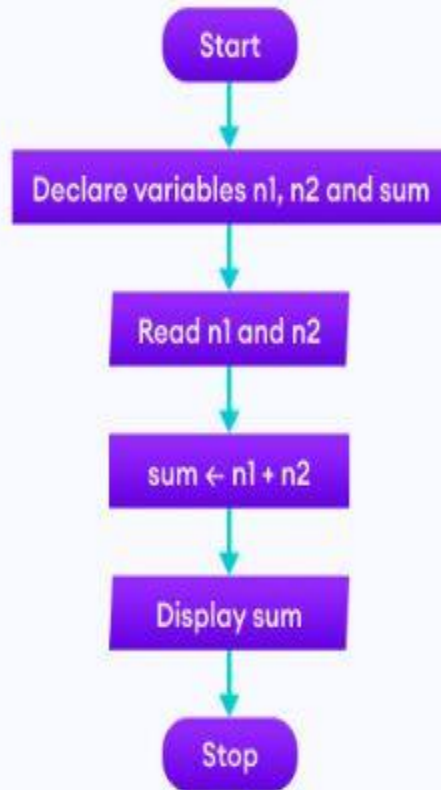 Start
Declare variables n1, n2 and sum
Read n1 and n2
sum ← n1 + n2
Display sum
Stop